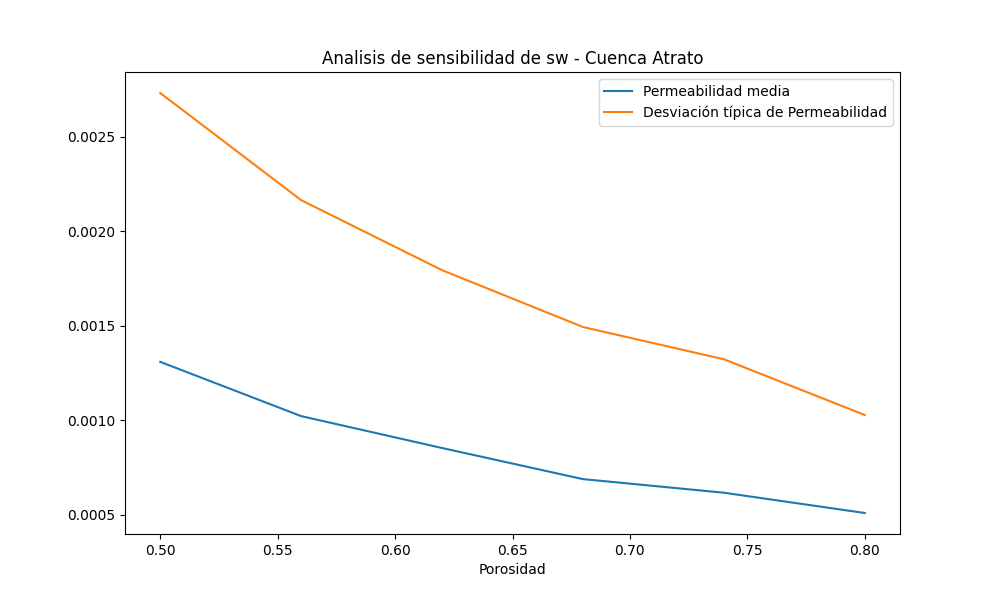 Analisis de sensibilidad de sw - Cuenca Atrato
Permeabilidad media
Desviación típica de Permeabilidad
0.0025
0.0020
0.0015
0.0010
0.0005
0.50 0.55 0.60 0.65 0.70 0.75 0.80
Porosidad